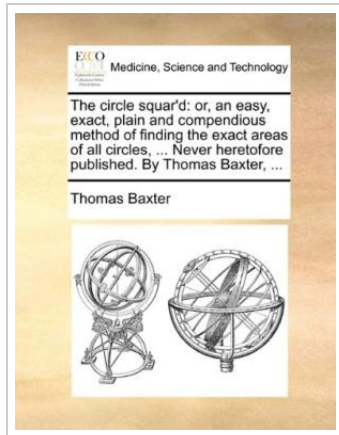 ECCO
Medicine, Science and Technology
The circle squar'd: or, an easy,
exact, plain and compendious
method of finding the exact areas
of all circles, ... Never heretofore
published. By Thomas Baxter, ...
Thomas Baxter